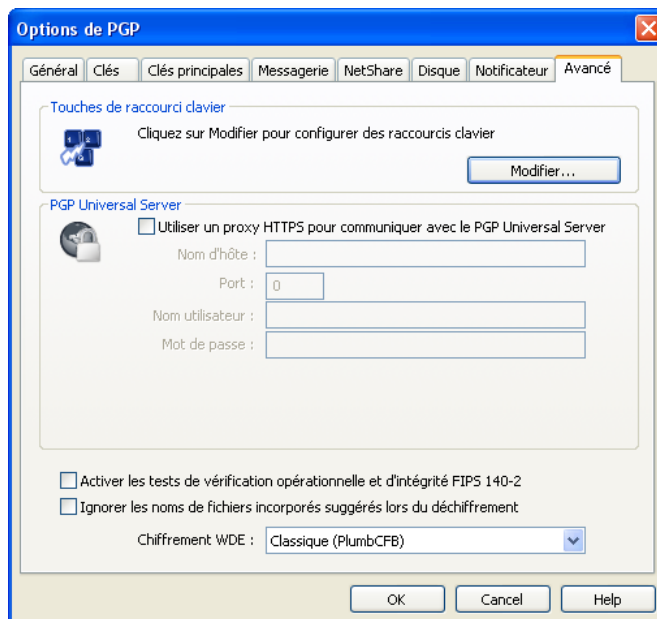 Options de PGP
Général Clés Clés principales Messagerie NetShare Disque Notificateur Avancé
Touches de raccourci clavier
Cliquez sur Modifier pour configurer des raccourcis clavier
Modifier...
PGP Universal Server
Utiliser un proxy HTTPS pour communiquer avec le PGP Universal Server
Nom d'hôte :
Port : 0
Nom utilisateur :
Mot de passe :
Activer les tests de vérification opérationnelle et d'intégrité FIPS 140-2
Ignorer les noms de fichiers incorporés suggérés lors du déchiffrement
Chiffrement WDE : Classique (PlumbCFB)
OK Cancel Help